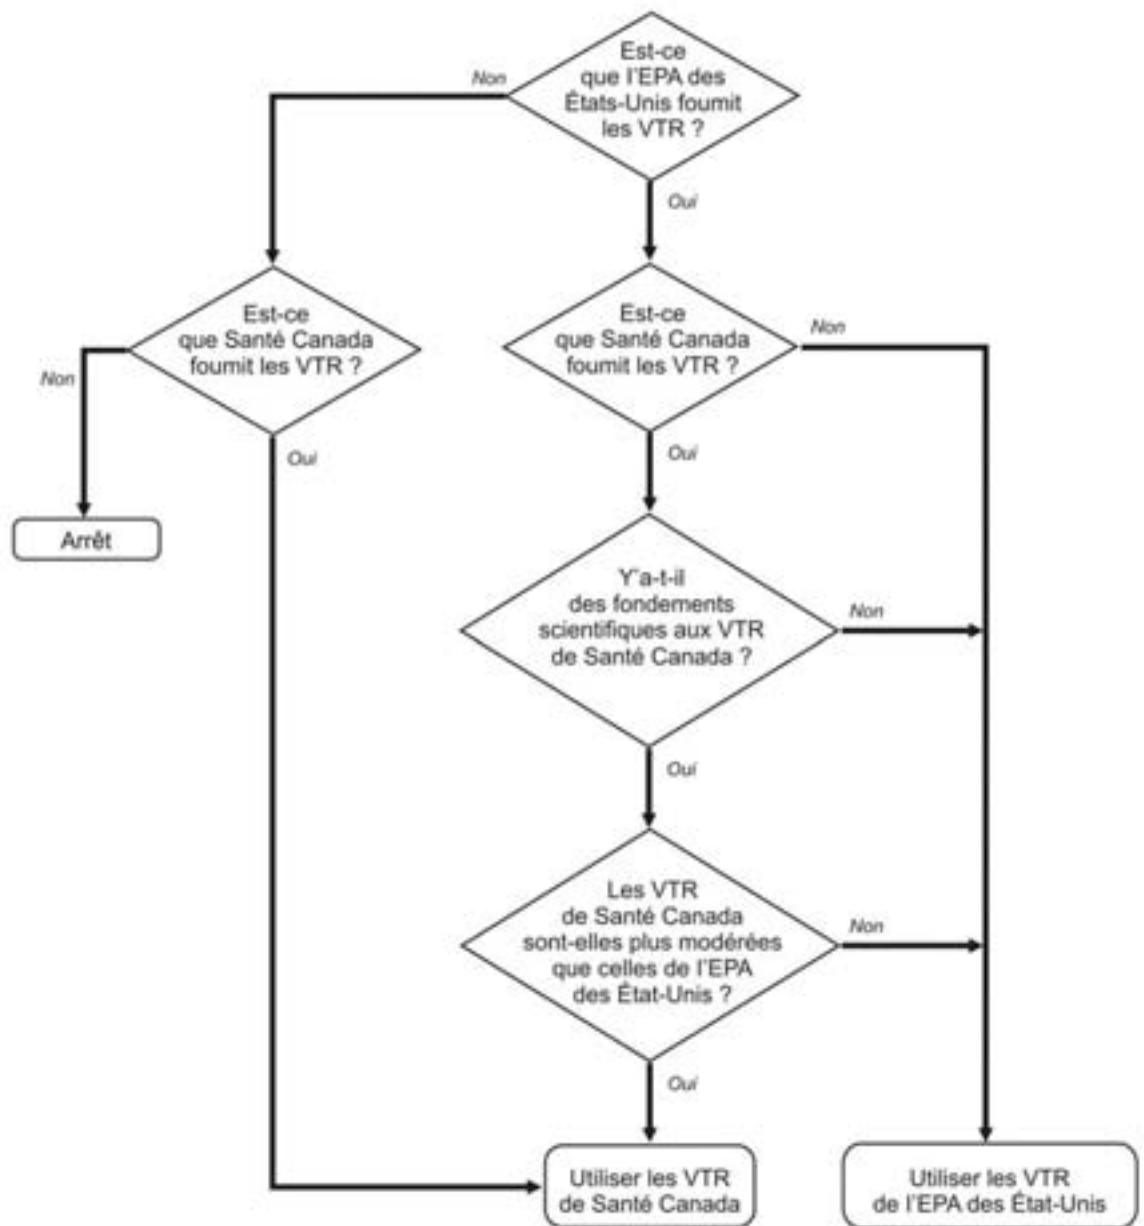 Est-ce
que l'EPA des
États-Unis fournit
les VTR ?
Non
Oui
Est-ce
que Santé Canada
fournit les VTR ?
Non
Oui
Arrêt
Est-ce
que Santé Canada
fournit les VTR ?
Non
Oui
Y'a-t-il
des fondements
scientifiques aux VTR
de Santé Canada ?
Non
Oui
Les VTR
de Santé Canada
sont-elles plus modérées
que celles de l'EPA
des État-Unis ?
Non
Oui
Utiliser les VTR
de Santé Canada
Utiliser les VTR
de l'EPA des État-Unis